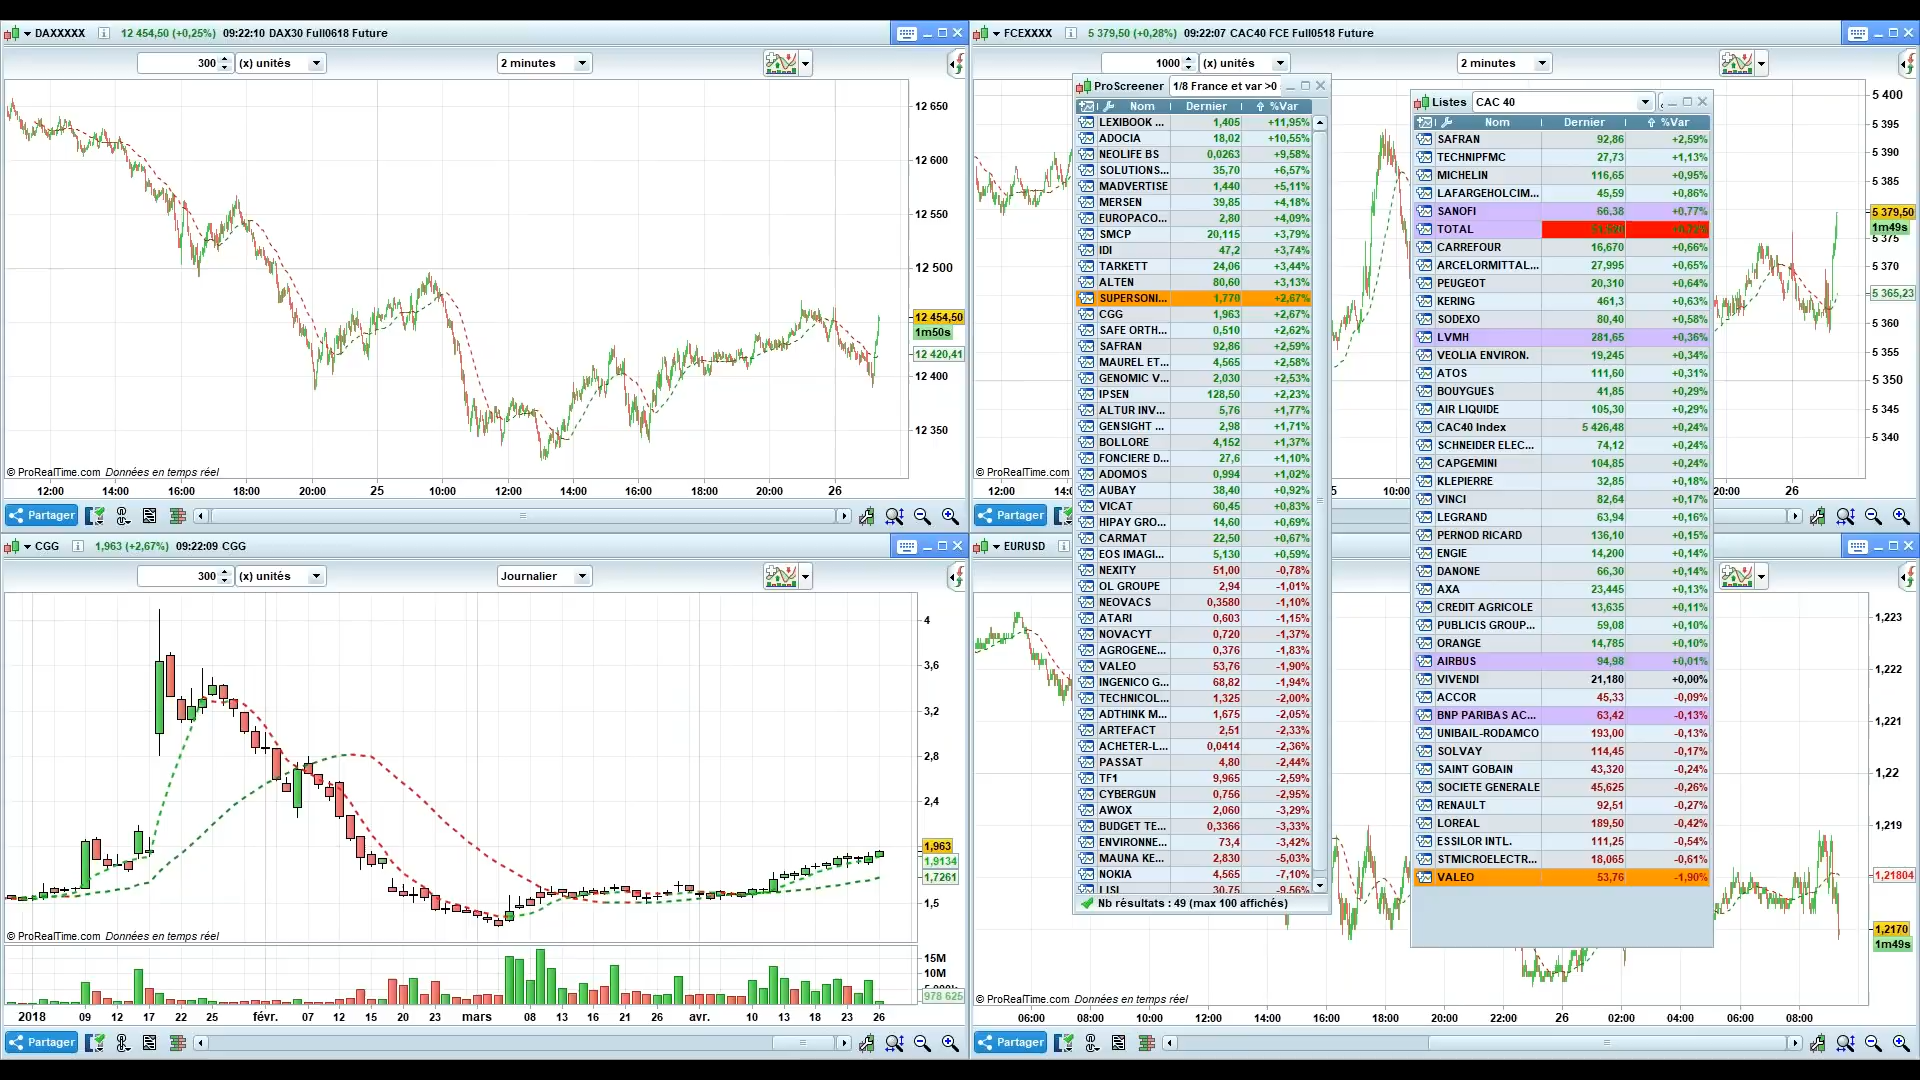 DAXXXXX 12 454,50 (+0,25%) 09:22:10 DAX30 Full0618 Future
300 (x) unités 2 minutes
12 650
12 600
12 550
12 500
12 454,50
1m50s
12 420,41
12 400
12 350
© ProRealTime.com Données en temps réel
12:00 14:00 16:00 18:00 20:00 25 10:00 12:00 14:00 16:00 18:00 20:00 26
Partager
FCEXXXX 5 379,50 (+0,28%) 09:22:07 CAC40 FCE Full0518 Future
1000 (x) unités 2 minutes
5 400
5 395
5 390
5 385
5 379,50
1m49s
5 375
5 370
5 365,23
5 360
5 355
5 350
5 345
5 340
© ProRealTime.com
12:00 10:00 20:00 26
Partager
ProScreener 1/8 France et var >0
Nom Dernier %Var
LEXIBOOK ... 1,405 +11,95%
ADOCIA 18,02 +10,55%
NEOLIFE BS 0,0263 +9,58%
SOLUTIONS... 35,70 +6,57%
MADVERTISE 1,440 +5,11%
MERSEN 39,85 +4,18%
EUROPACO... 2,80 +4,09%
SMCP 20,115 +3,79%
IDI 47,2 +3,74%
TARKETT 24,06 +3,44%
ALTEN 80,60 +3,13%
SUPERSONI... 1,770 +2,67%
CGG 1,963 +2,67%
SAFE ORTH... 0,510 +2,62%
SAFRAN 92,86 +2,59%
MAUREL ET... 4,565 +2,58%
GENOMIC V... 2,030 +2,53%
IPSEN 128,50 +2,23%
ALTUR INV... 5,76 +1,77%
GENSIGHT ... 2,98 +1,71%
BOLLORE 4,152 +1,37%
FONCIERE D... 27,6 +1,10%
ADOMOS 0,994 +1,02%
AUBAY 38,40 +0,92%
VICAT 60,45 +0,83%
HIPAY GRO... 14,60 +0,69%
CARMAT 22,50 +0,67%
EOS IMAGI... 5,130 +0,59%
NEXITY 51,00 -0,78%
OL GROUPE 2,94 -1,01%
NEOVACS 0,3580 -1,10%
ATARI 0,603 -1,15%
NOVACYT 0,720 -1,37%
AGROGENE... 0,376 -1,83%
VALEO 53,76 -1,90%
INGENICO G... 68,82 -1,94%
TECHNICOL... 1,325 -2,00%
ADTHINK M... 1,675 -2,05%
ARTEFACT 2,51 -2,33%
ACHETER-L... 0,0414 -2,36%
PASSAT 4,80 -2,44%
TF1 9,965 -2,59%
CYBERGUN 0,756 -2,95%
AWOX 2,060 -3,29%
BUDGET TE... 0,3366 -3,33%
ENVIRONNE... 73,4 -3,42%
MAUNA KE... 2,830 -5,03%
NOKIA 4,565 -7,10%
LISI 30,75 -9,56%
Nb résultats : 49 (max 100 affichés)
Listes CAC 40
Nom Dernier %Var
SAFRAN 92,86 +2,59%
TECHNIPFMC 27,73 +1,13%
MICHELIN 116,65 +0,95%
LAFARGEHOLCIM... 45,59 +0,86%
SANOFI 66,38 +0,77%
TOTAL
CARREFOUR 16,670 +0,66%
ARCELORMITTAL... 27,995 +0,65%
PEUGEOT 20,310 +0,64%
KERING 461,3 +0,63%
SODEXO 80,40 +0,58%
LVMH 281,65 +0,36%
VEOLIA ENVIRON. 19,245 +0,34%
ATOS 111,60 +0,31%
BOUYGUES 41,85 +0,29%
AIR LIQUIDE 105,30 +0,29%
CAC40 Index 5 426,48 +0,24%
SCHNEIDER ELEC... 74,12 +0,24%
CAPGEMINI 104,85 +0,24%
KLEPIERRE 32,85 +0,18%
VINCI 82,64 +0,17%
LEGRAND 63,94 +0,16%
PERNOD RICARD 136,10 +0,15%
ENGIE 14,200 +0,14%
DANONE 66,30 +0,14%
AXA 23,445 +0,13%
CREDIT AGRICOLE 13,635 +0,11%
PUBLICIS GROUP... 59,08 +0,10%
ORANGE 14,785 +0,10%
AIRBUS 94,98 +0,01%
VIVENDI 21,180 +0,00%
ACCOR 45,33 -0,09%
BNP PARIBAS AC... 63,42 -0,13%
UNIBAIL-RODAMCO 193,00 -0,13%
SOLVAY 114,45 -0,17%
SAINT GOBAIN 43,320 -0,24%
SOCIETE GENERALE 45,625 -0,26%
RENAULT 92,51 -0,27%
LOREAL 189,50 -0,42%
ESSILOR INTL. 111,25 -0,54%
STMICROELECTR... 18,065 -0,61%
VALEO 53,76 -1,90%
CGG 1,963 (+2,67%) 09:22:09 CGG
300 (x) unités Journalier
4
3,6
3,2
2,8
2,4
1,963
1,9134
1,7261
1,5
© ProRealTime.com Données en temps réel
15M
10M
978 625
2018 09 12 17 22 25 févr. 07 12 15 20 23 mars 08 13 16 21 26 avr. 10 13 18 23 26
Partager
EURUSD
1,223
1,222
1,221
1,22
1,219
1,21804
1,2170
1m49s
© ProRealTime.com Données en temps réel
06:00 08:00 10:00 12:00 14:00 16:00 18:00 20:00 22:00 26 02:00 04:00 06:00 08:00
Partager